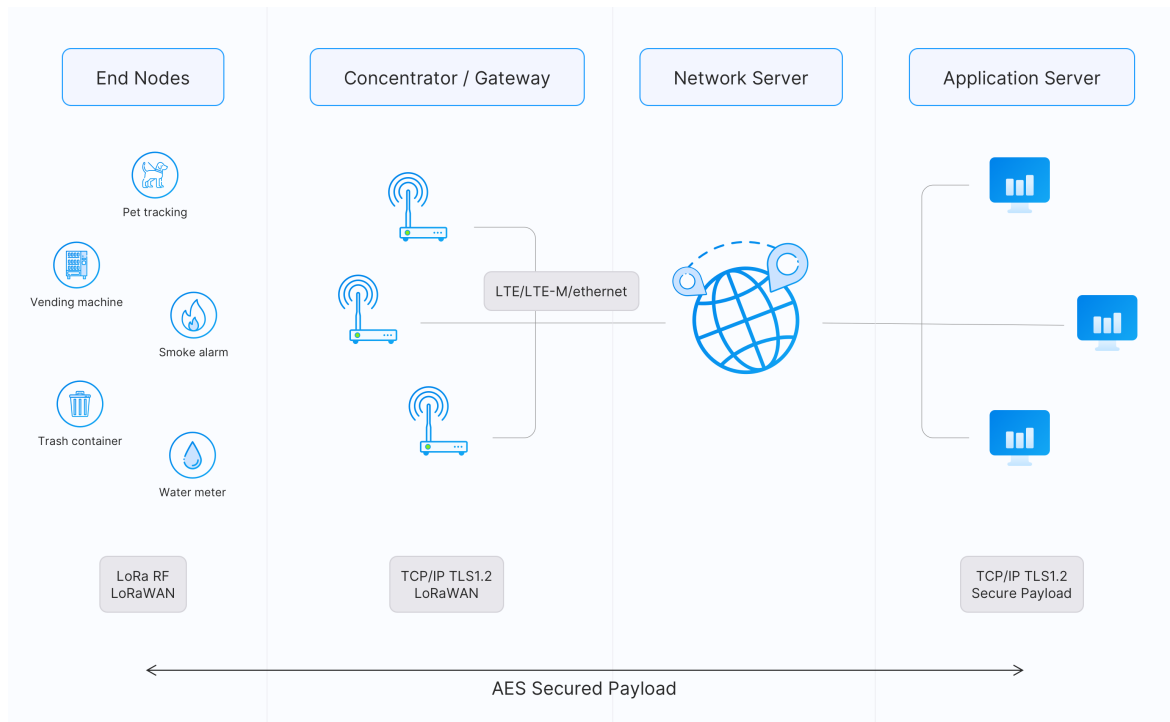 End Nodes
Concentrator / Gateway
Network Server
Application Server
Pet tracking
Vending machine
Smoke alarm
Trash container
Water meter
LTE/LTE-M/ethernet
LoRa RF
LoRaWAN
TCP/IP TLS1.2
LoRaWAN
TCP/IP TLS1.2
Secure Payload
AES Secured Payload